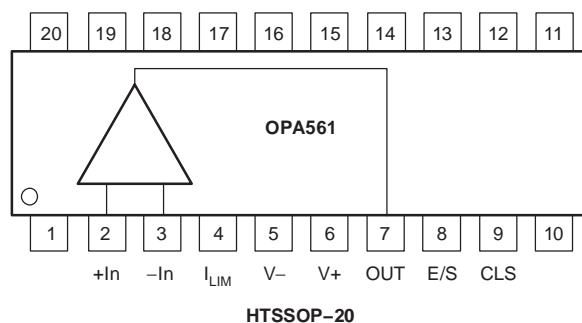 20 19 18 17 16 15 14 13 12 11
OPA561
1 2 3 4 5 6 7 8 9 10
+In −In ILIM V− V+ OUT E/S CLS
HTSSOP−20